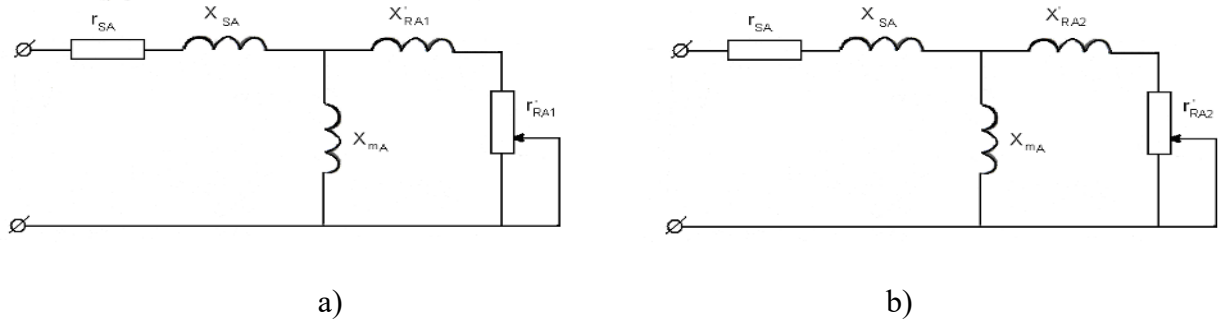 r_SA X_SA X'_RA1
r'_RA1
X_mA
a)
r_SA X_SA X'_RA2
r'_RA2
X_mA
b)